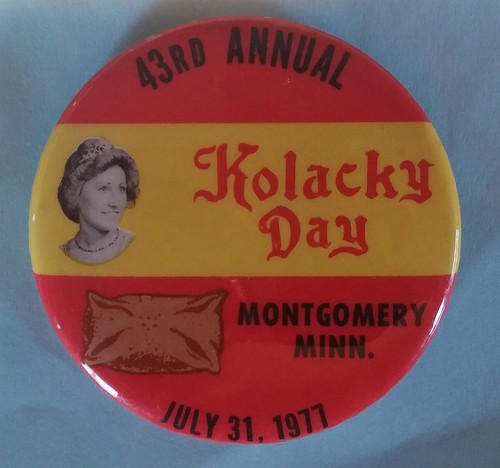 43RD ANNUAL
Kolacky
Day
MONTGOMERY
MINN.
JULY 31, 1977